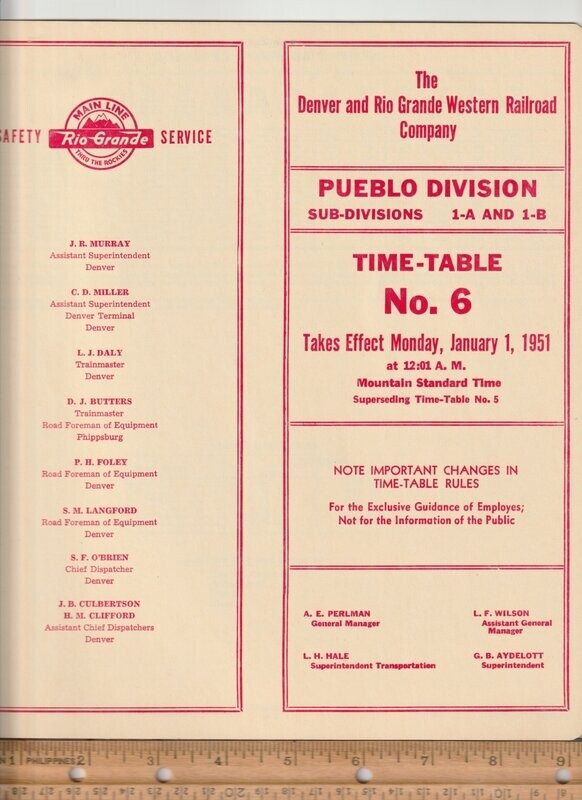 SAFETY
MAIN LINE
Rio Grande
THRU THE ROCKIES
SERVICE
J. R. MURRAY
Assistant Superintendent
Denver
C. D. MILLER
Assistant Superintendent
Denver Terminal
Denver
L. J. DALY
Trainmaster
Denver
D. J. BUTTERS
Trainmaster
Road Foreman of Equipment
Phippsburg
P. H. FOLEY
Road Foreman of Equipment
Denver
S. M. LANGFORD
Road Foreman of Equipment
Denver
S. F. O'BRIEN
Chief Dispatcher
Denver
J. B. CULBERTSON
H. M. CLIFFORD
Assistant Chief Dispatchers
Denver
The
Denver and Rio Grande Western Railroad
Company
PUEBLO DIVISION
SUB-DIVISIONS 1-A AND 1-B
TIME-TABLE
No. 6
Takes Effect Monday, January 1, 1951
at 12:01 A. M.
Mountain Standard Time
Superseding Time-Table No. 5
NOTE IMPORTANT CHANGES IN
TIME-TABLE RULES
For the Exclusive Guidance of Employes;
Not for the Information of the Public
A. E. PERLMAN
General Manager
L. F. WILSON
Assistant General
Manager
L. H. HALE
Superintendent Transportation
G. B. AYDELOTT
Superintendent
1 PHILIPPINES 2 3 4 5 6 7 8 9